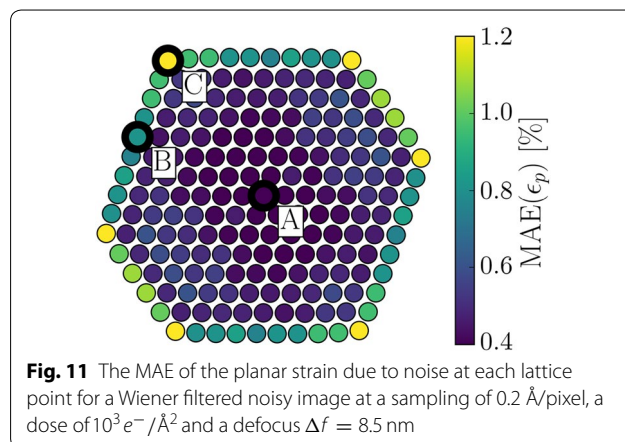 C
B
A
1.2
1.0
0.8
0.6
0.4
MAE(ϵₚ) [%]
Fig. 11 The MAE of the planar strain due to noise at each lattice
point for a Wiener filtered noisy image at a sampling of 0.2 Å/pixel, a
dose of 10³ e⁻/Å² and a defocus Δf = 8.5 nm